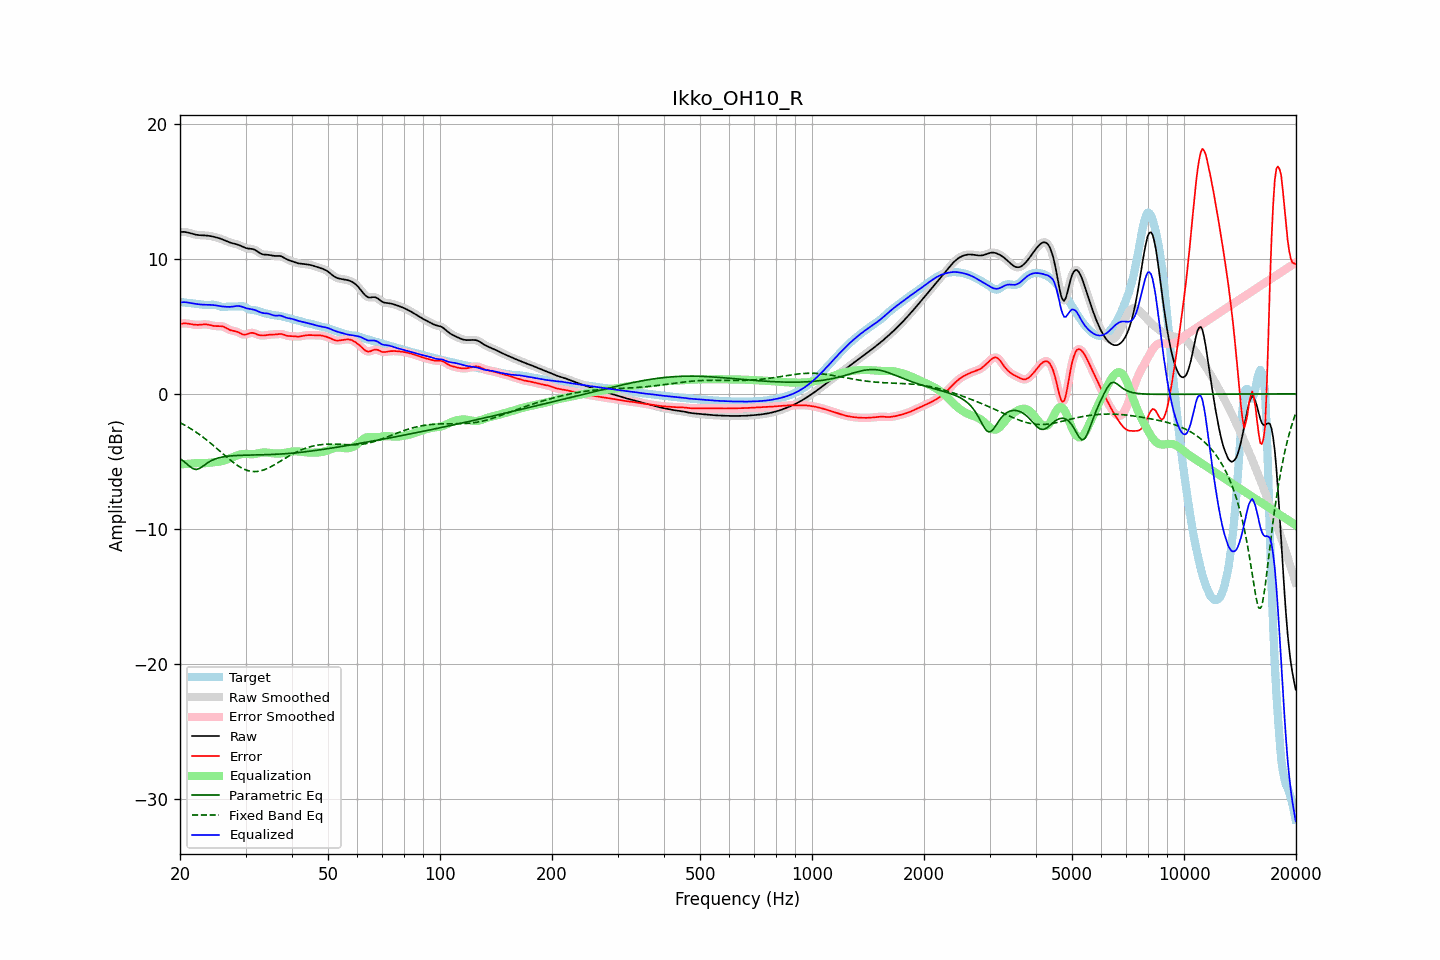 Ikko_OH10_R
20
10
0
−10
−20
−30
Amplitude (dBr)
Target
Raw Smoothed
Error Smoothed
Raw
Error
Equalization
Parametric Eq
Fixed Band Eq
Equalized
20
50
100
200
500
1000
2000
5000
10000
20000
Frequency (Hz)